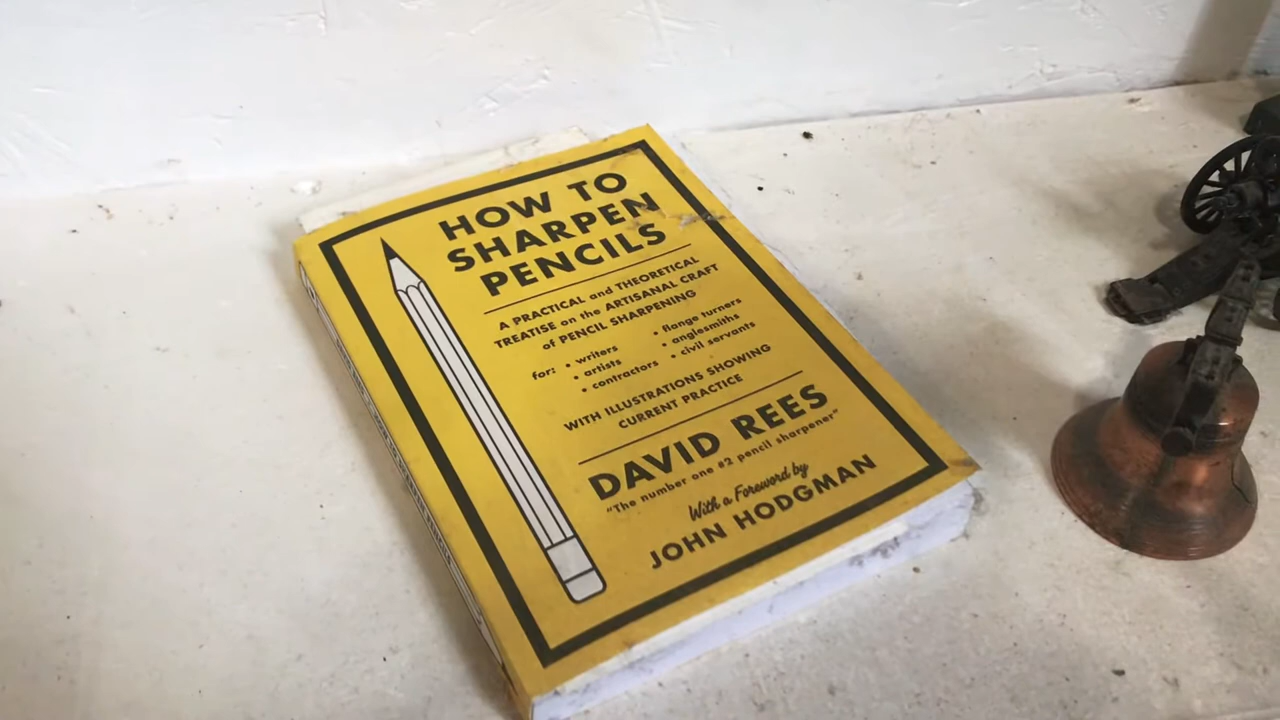 HOW TO
SHARPEN
PENCILS
A PRACTICAL and THEORETICAL
TREATISE on the ARTISANAL CRAFT
of PENCIL SHARPENING
for:
• writers
• artists
• contractors
• flange turners
• anglesmiths
• civil servants
WITH ILLUSTRATIONS SHOWING
CURRENT PRACTICE
DAVID REES
"The number one #2 pencil sharpener"
With a Foreword by
JOHN HODGMAN